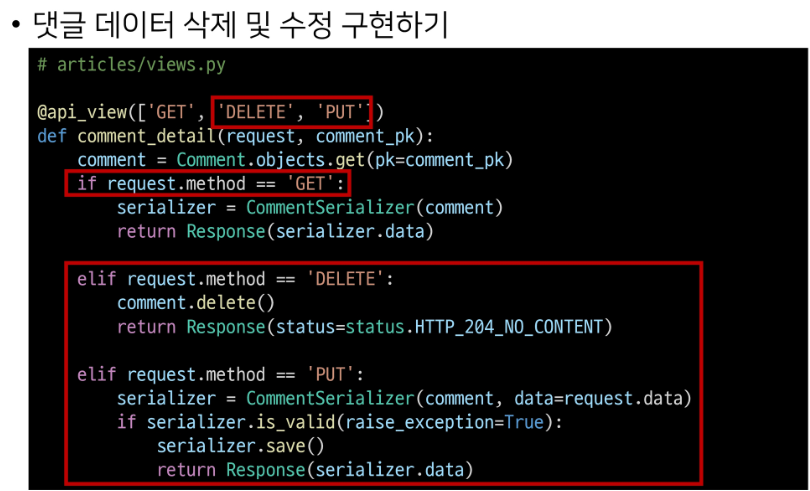 • 댓글 데이터 삭제 및 수정 구현하기
# articles/views.py
@api_view(['GET', 'DELETE', 'PUT'])
def comment_detail(request, comment_pk):
    comment = Comment.objects.get(pk=comment_pk)
    if request.method == 'GET':
        serializer = CommentSerializer(comment)
        return Response(serializer.data)
    elif request.method == 'DELETE':
        comment.delete()
        return Response(status=status.HTTP_204_NO_CONTENT)
    elif request.method == 'PUT':
        serializer = CommentSerializer(comment, data=request.data)
        if serializer.is_valid(raise_exception=True):
            serializer.save()
            return Response(serializer.data)